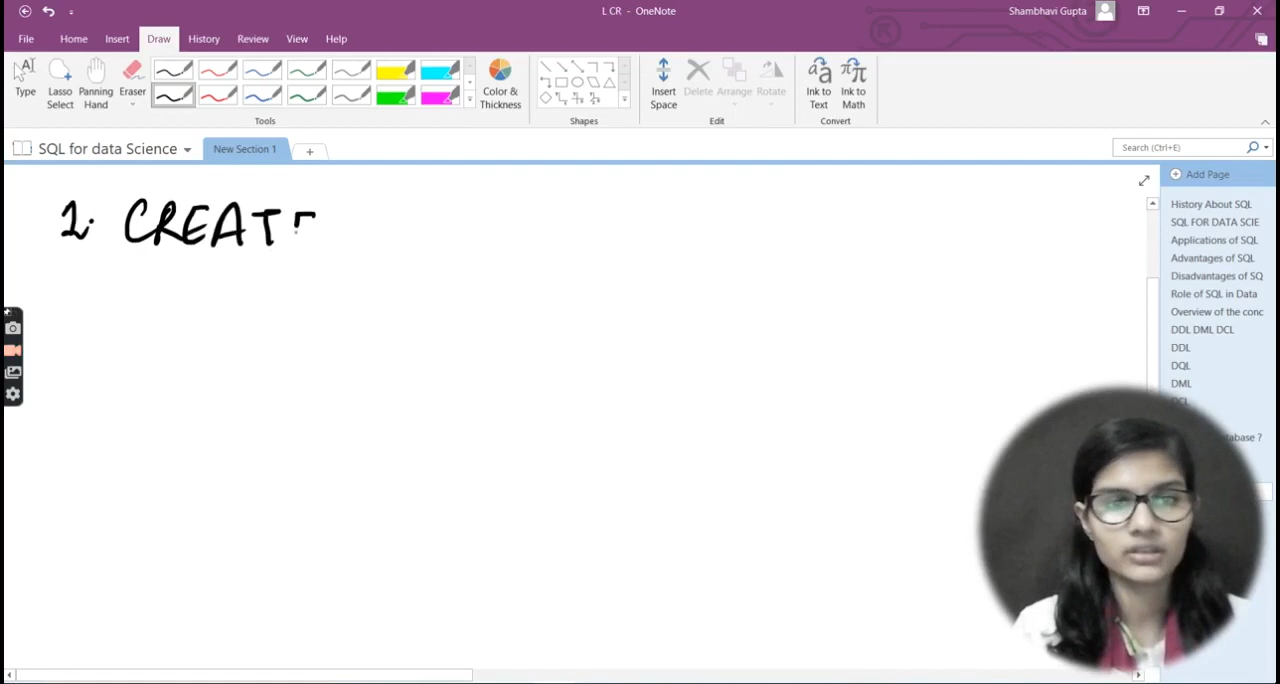 L CR - OneNote
Shambhavi Gupta
File Home Insert Draw History Review View Help
Type
Lasso Select
Panning Hand
Eraser
Color & Thickness
Insert Space
Delete
Arrange
Rotate
Ink to Text
Ink to Math
Tools
Shapes
Edit
Convert
SQL for data Science
New Section 1
Search (Ctrl+E)
Add Page
1. CREATE
History About SQL
SQL FOR DATA SCIE
Applications of SQL
Advantages of SQL
Disadvantages of SQ
Role of SQL in Data
Overview of the conc
DDL DML DCL
DDL
DQL
DML
DCL
tabase ?